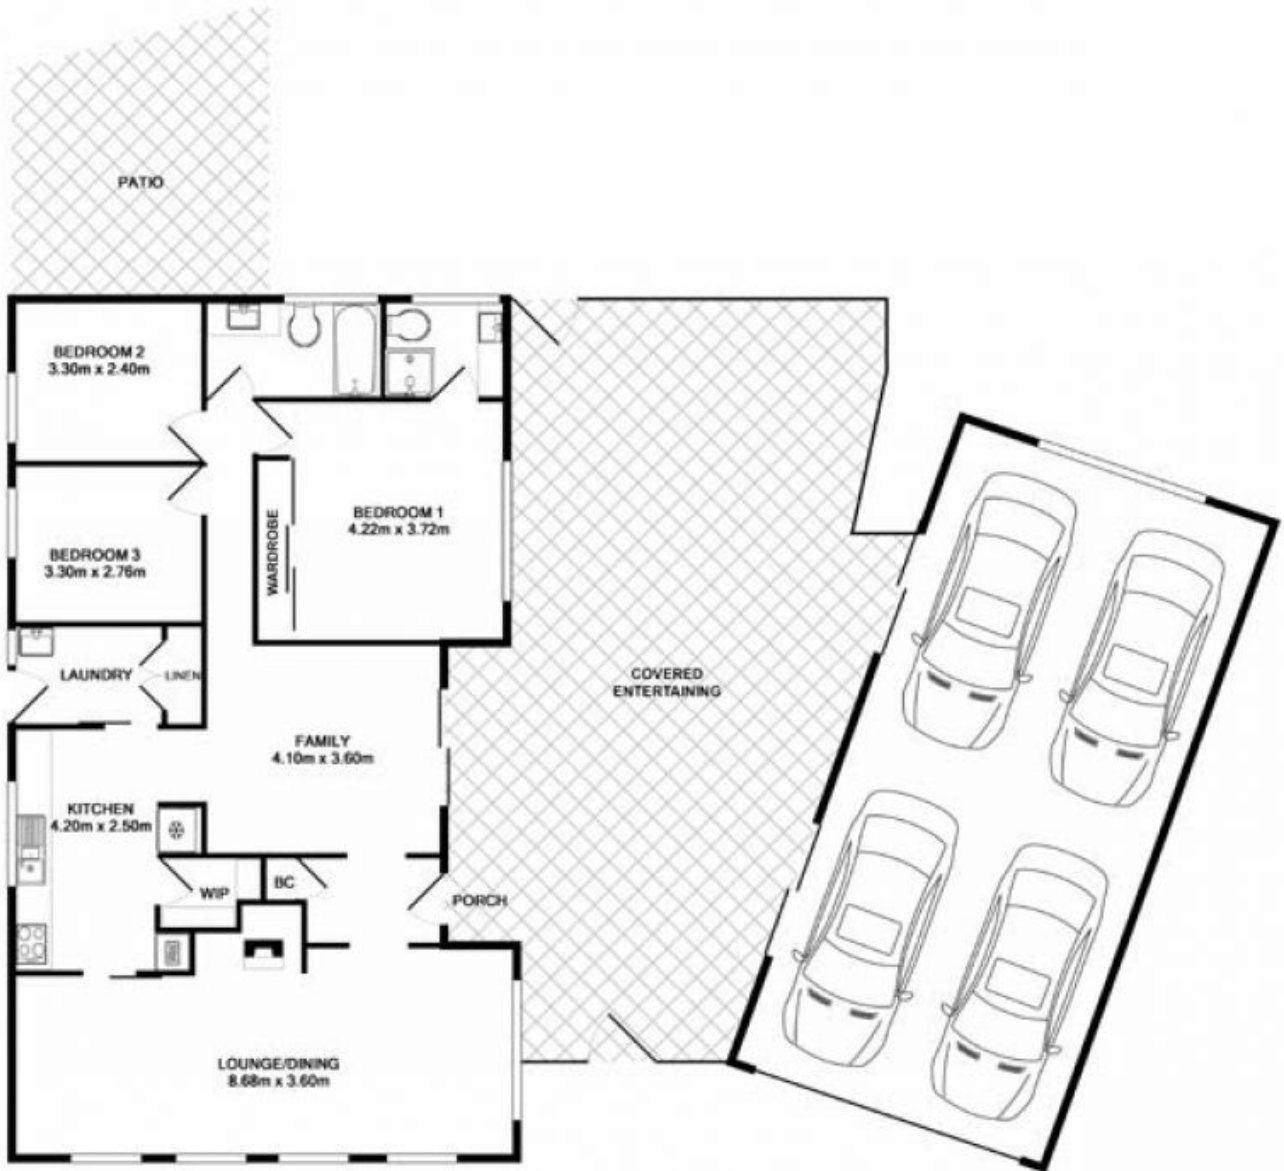 PATIO
BEDROOM 2
3.30m x 2.40m
BEDROOM 1
4.22m x 3.72m
WARDROBE
BEDROOM 3
3.30m x 2.76m
LAUNDRY
LINEN
COVERED
ENTERTAINING
FAMILY
4.10m x 3.60m
KITCHEN
4.20m x 2.50m
WIP
BC
PORCH
LOUNGE/DINING
8.68m x 3.60m